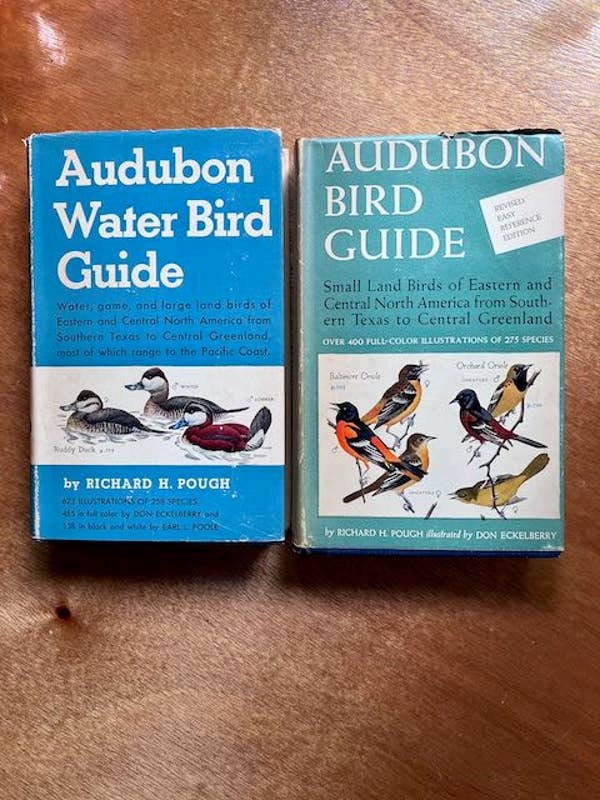 Audubon
Water Bird
Guide
Water, game, and large land birds of
Eastern and Central North America from
Southern Texas to Central Greenland,
most of which range to the Pacific Coast.
WINTER
SUMMER
Ruddy Duck
by RICHARD H. POUGH
623 ILLUSTRATIONS OF 258 SPECIES,
485 in full color by DON ECKELBERRY and
138 in black and white by EARL L. POOLE
AUDUBON
BIRD
GUIDE
REVISED
EASY
REFERENCE
EDITION
Small Land Birds of Eastern and
Central North America from South-
ern Texas to Central Greenland
OVER 400 FULL-COLOR ILLUSTRATIONS OF 275 SPECIES
Baltimore Oriole
Orchard Oriole
by RICHARD H. POUGH illustrated by DON ECKELBERRY